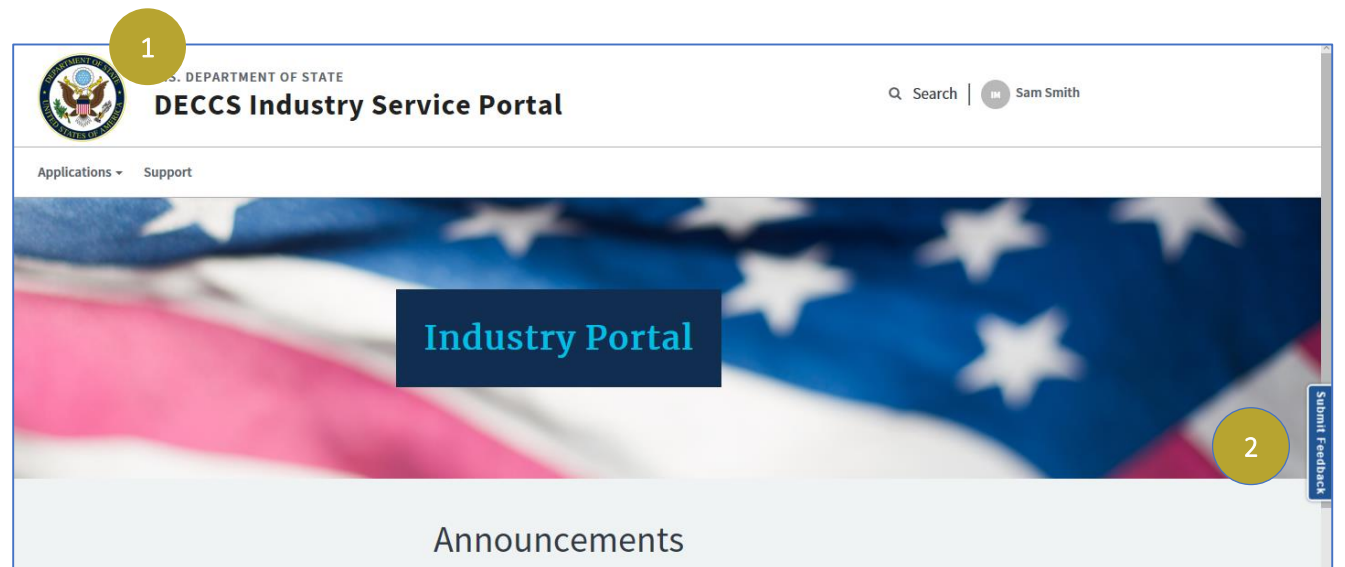 1
S. DEPARTMENT OF STATE
DECCS Industry Service Portal
Search
IM
Sam Smith
Applications
Support
Industry Portal
Submit Feedback
2
Announcements